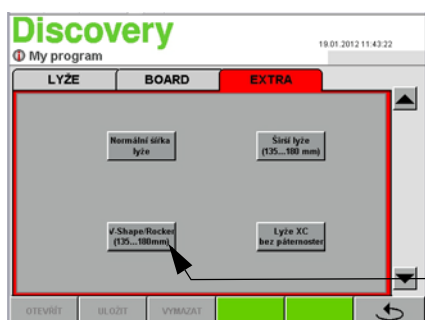 Discovery
19.01.2012 11:43:22
My program
LYŽE BOARD EXTRA
Normální šířka
lyže
Širší lyže
(135...180 mm)
V-Shape/Rocker
(135...180mm)
Lyže XC
bez páternoster
OTEVŘÍT ULOŽIT VYMAZAT